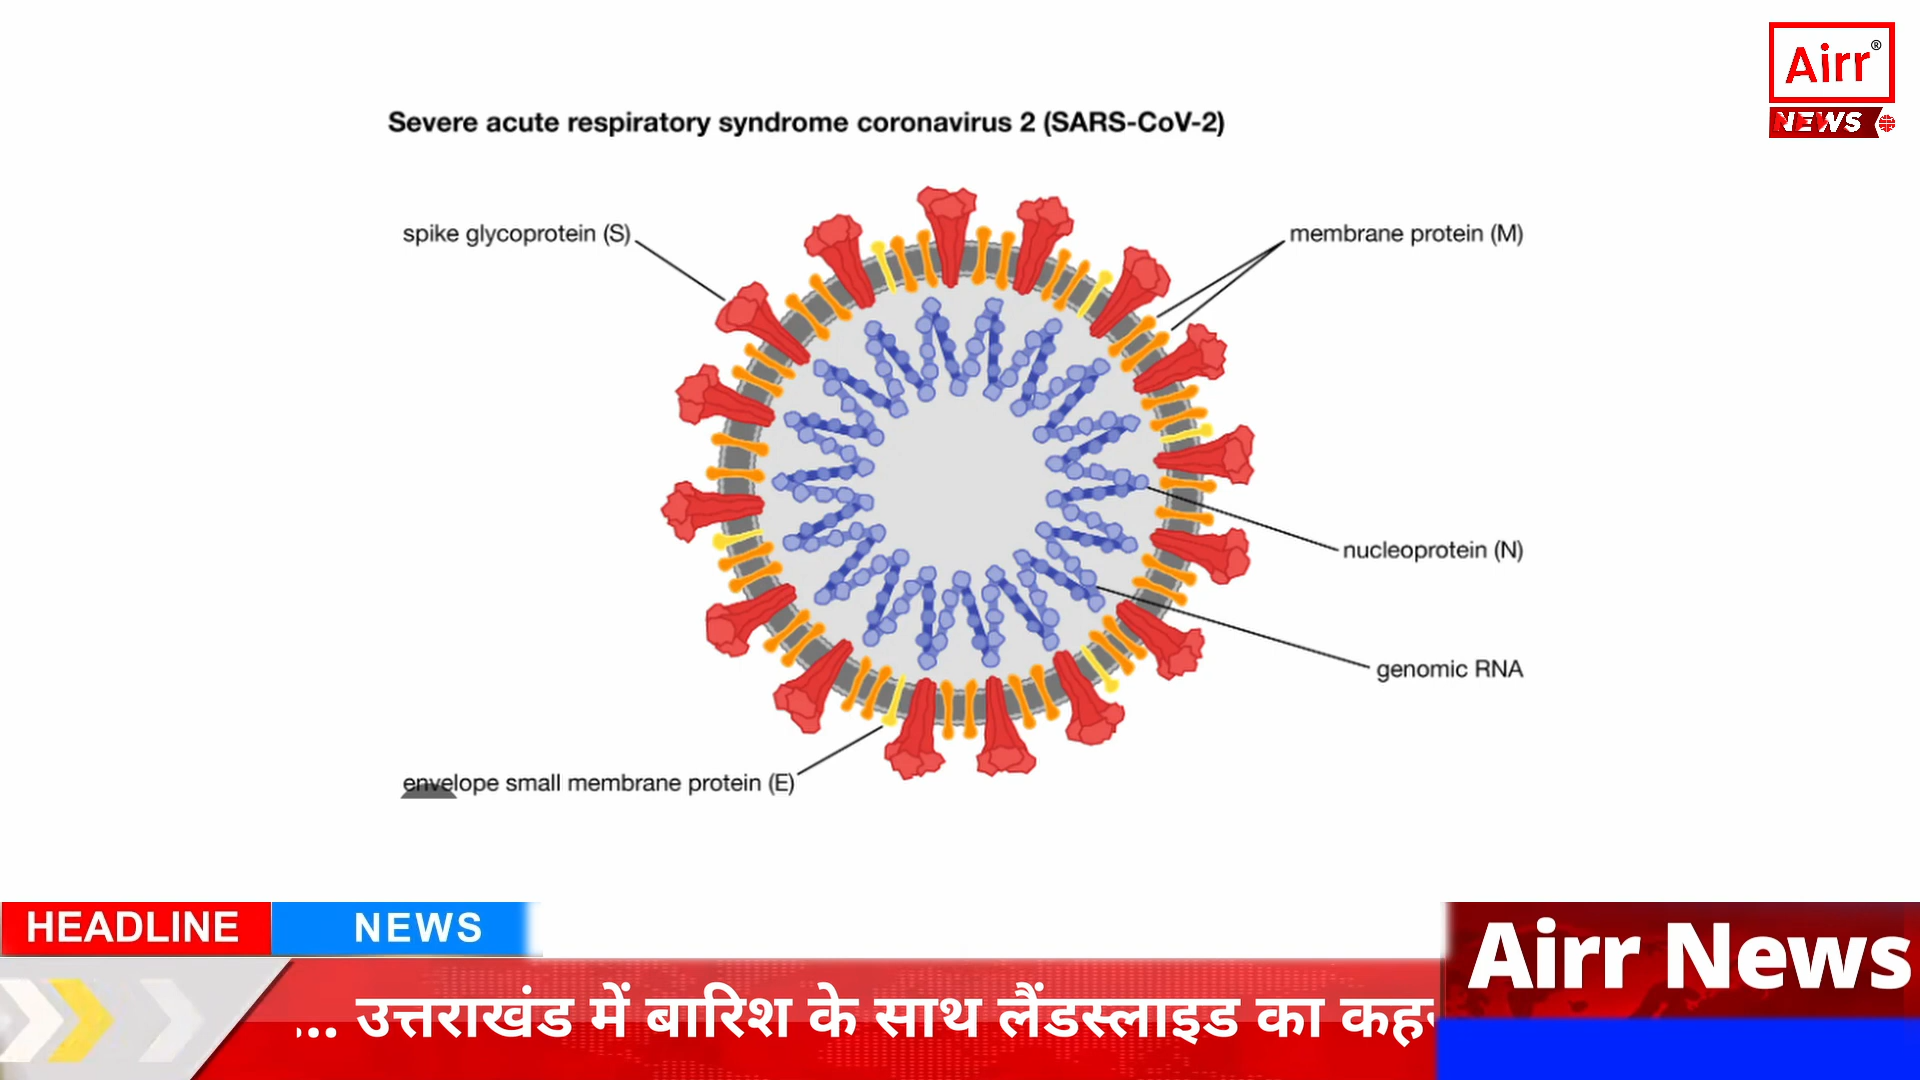 Airr®
NEWS
Severe acute respiratory syndrome coronavirus 2 (SARS-CoV-2)
spike glycoprotein (S)
membrane protein (M)
nucleoprotein (N)
genomic RNA
envelope small membrane protein (E)
HEADLINE NEWS
Airr News
... उत्तराखंड में बारिश के साथ लैंडस्लाइड का